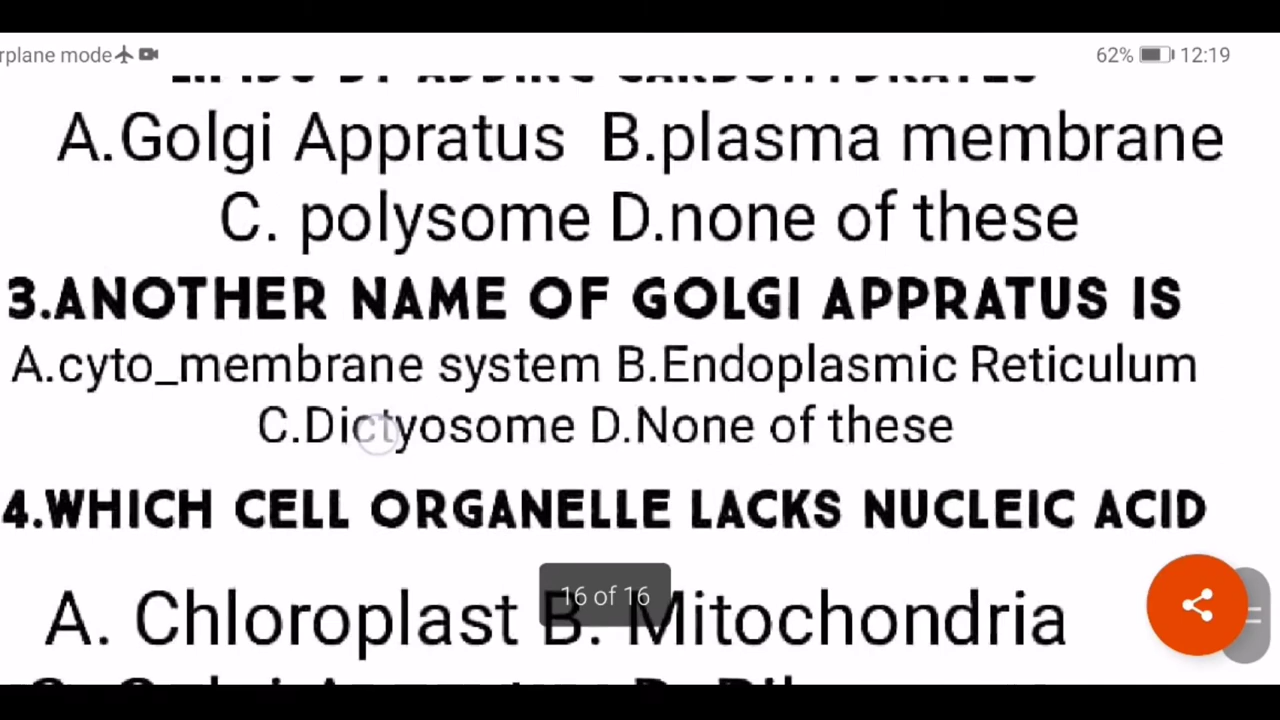 rplane mode
62% 12:19
A.Golgi Appratus B.plasma membrane
C. polysome D.none of these
3.ANOTHER NAME OF GOLGI APPRATUS IS
A.cyto_membrane system B.Endoplasmic Reticulum
C.Dictyosome D.None of these
4.WHICH CELL ORGANELLE LACKS NUCLEIC ACID
16 of 16
A. Chloroplast B. Mitochondria